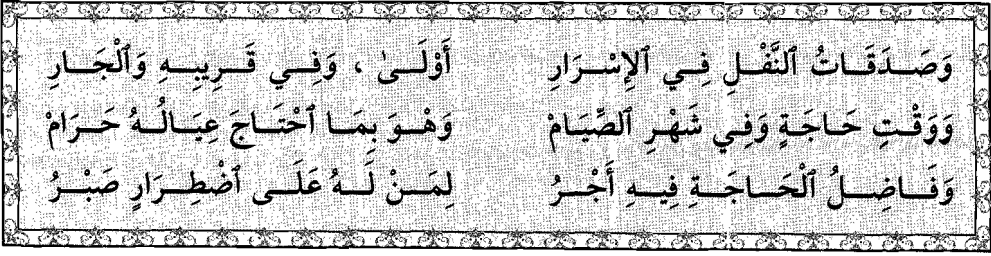 وَصَدَقَاتُ ٱلنَّفْلِ فِي ٱلإِسْرَارِ أَوْلَىٰ ، وَفِي قَرِيبِهِ وَٱلْجَارِ
وَوَقْتِ حَاجَةٍ وَفِي شَهْرِ ٱلصِّيَامْ وَهْوَ بِمَا ٱحْتَاجَ عِيَالُهُ حَرَامْ
وَفَاضِلُ ٱلْحَاجَةِ فِيهِ أَجْرُ لِمَنْ لَهُ عَلَى ٱضْطِرَارٍ صَبْرُ